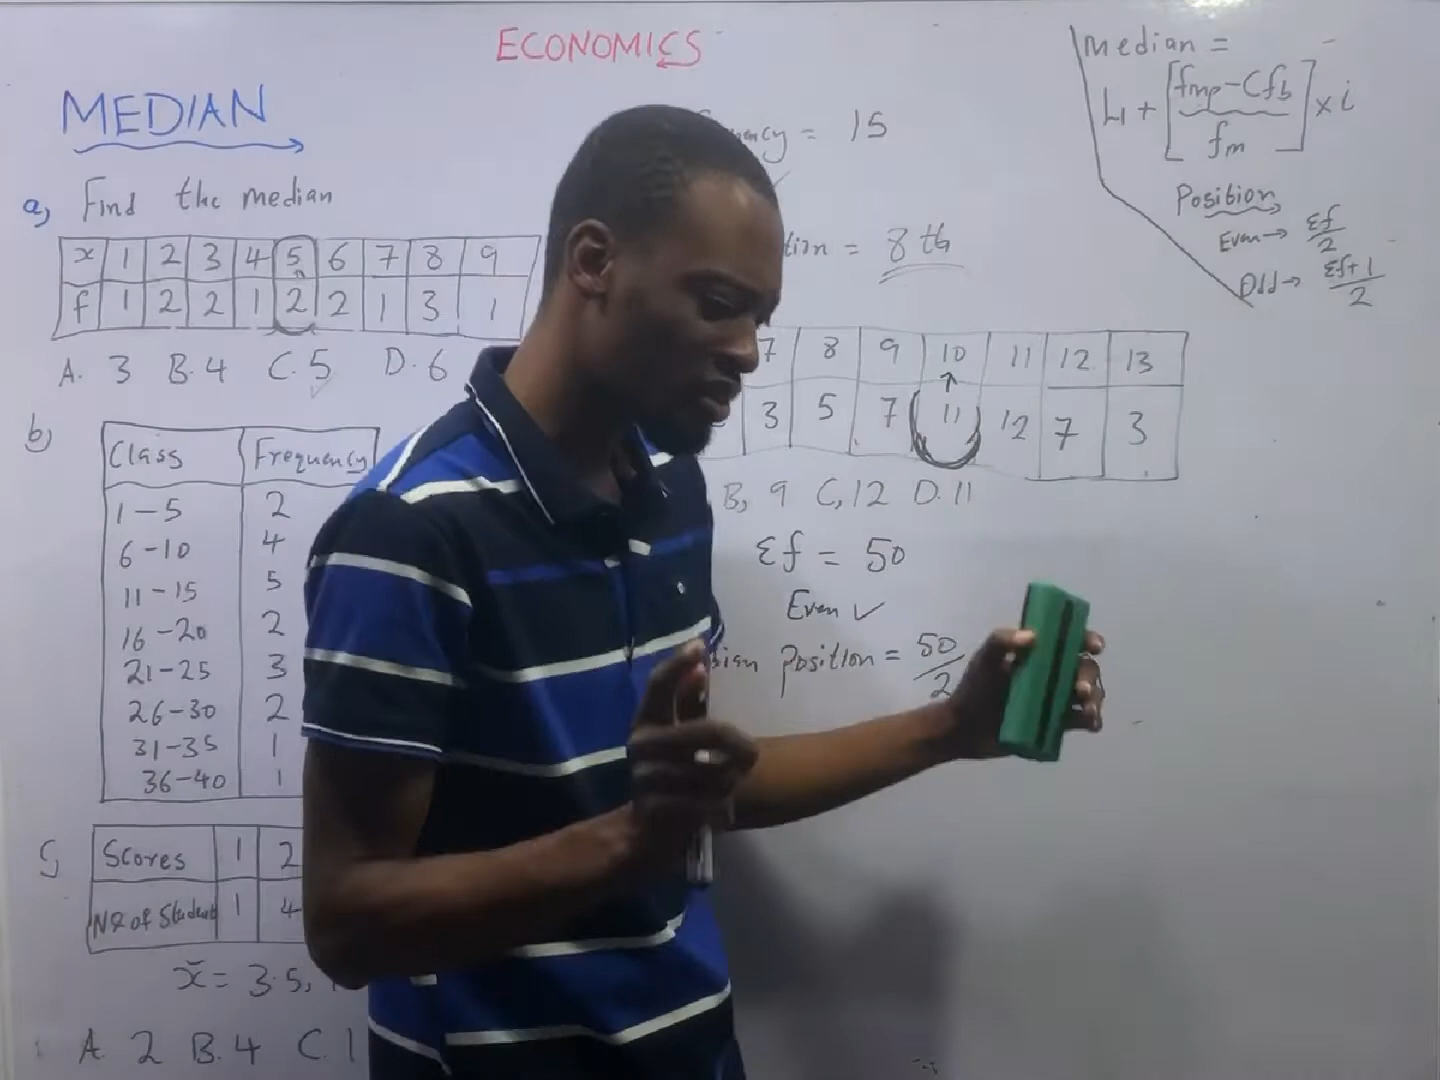 ECONOMICS
MEDIAN
a, Find the median
x 1 2 3 4 5 6 7 8 9
f 1 2 2 1 2 2 1 3 1
A. 3 B. 4 C. 5 D. 6
b)
Class Frequency
1-5 2
6-10 4
11-15 5
16-20 2
21-25 3
26-30 2
31-35 1
36-40 1
Scores 1 2
No of Student 1 4
x̄ = 3.5,
A. 2 B. 4 C. 1
= 15
= 8th
7 8 9 10 11 12 13
3 5 7 11 12 7 3
B, 9 C, 12 D. 11
Σf = 50
Even ✓
Position = 50/2
Median =
L1 + [fmp - Cfb / fm] × i
Position
Even → Σf/2
Odd → Σf+1/2